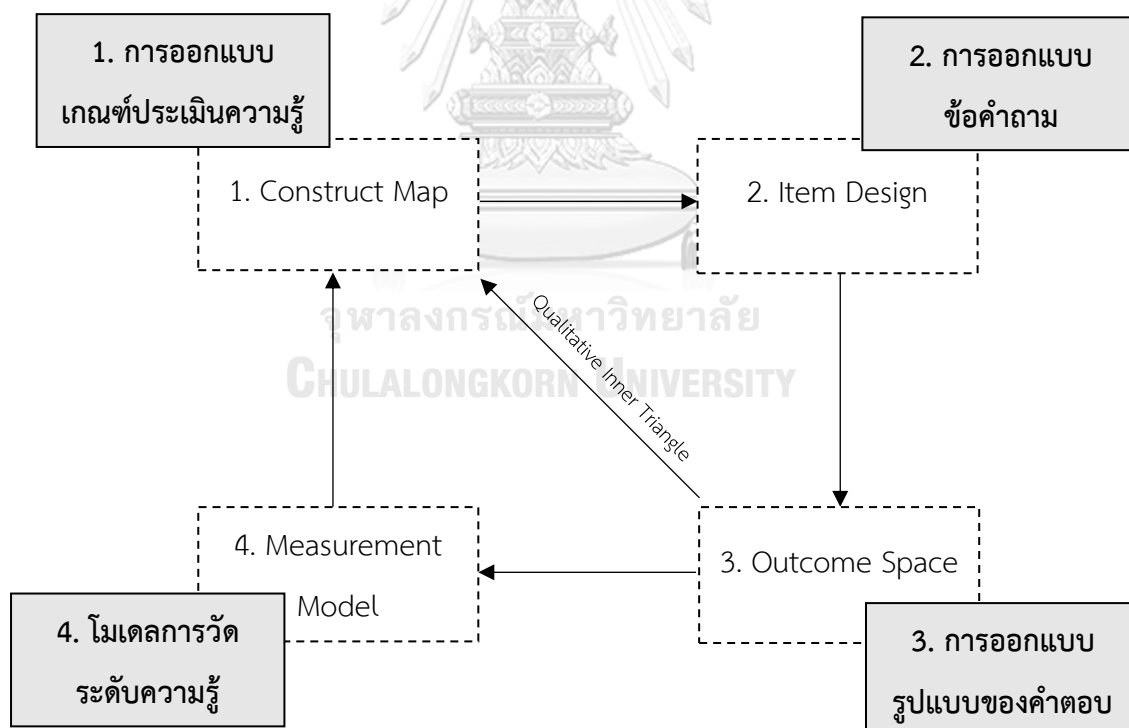 1. การออกแบบ
เกณฑ์ประเมินความรู้
2. การออกแบบ
ข้อคำถาม
1. Construct Map
2. Item Design
Qualitative Inner Triangle
จุฬาลงกรณ์มหาวิทยาลัย
CHULALONGKORN UNIVERSITY
4. Measurement
Model
3. Outcome Space
4. โมเดลการวัด
ระดับความรู้
3. การออกแบบ
รูปแบบของคำตอบ